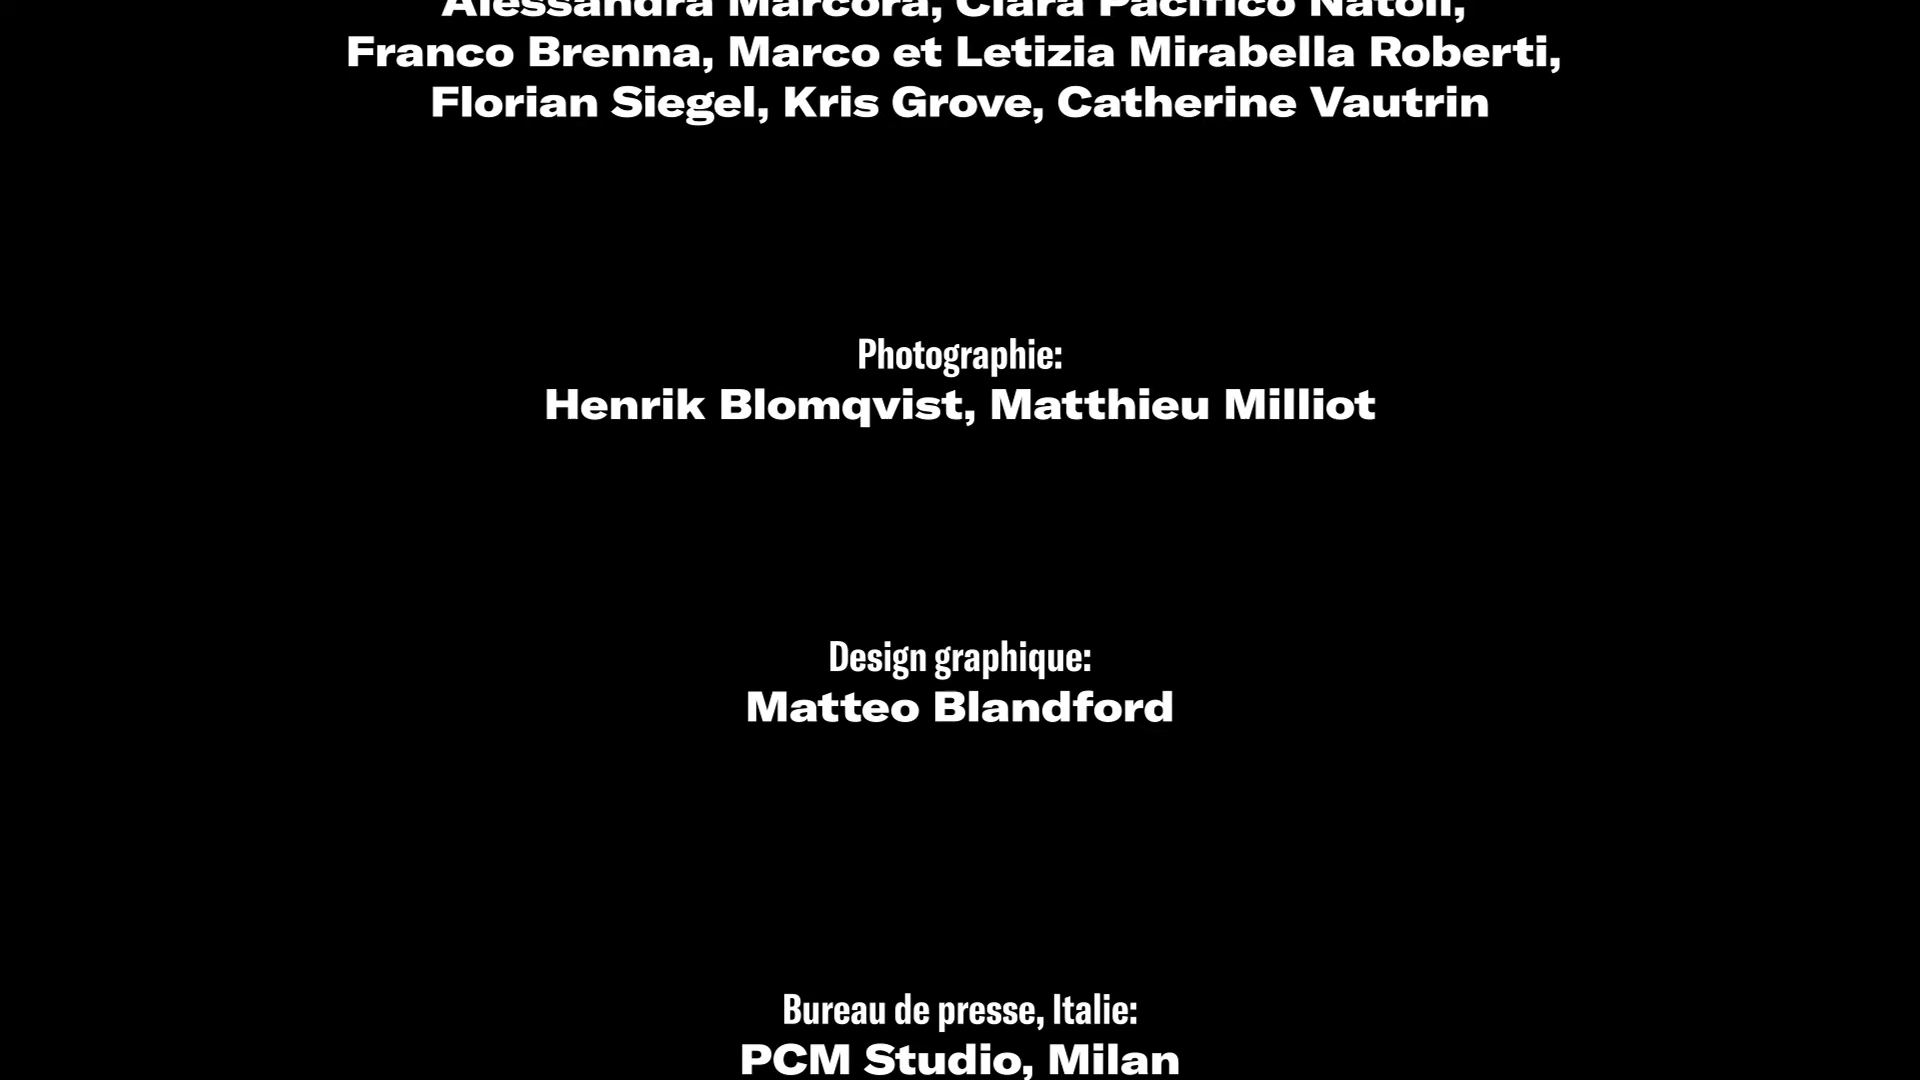 Alessandra Marcora, Clara Pacifico Natoli,
Franco Brenna, Marco et Letizia Mirabella Roberti,
Florian Siegel, Kris Grove, Catherine Vautrin
Photographie:
Henrik Blomqvist, Matthieu Milliot
Design graphique:
Matteo Blandford
Bureau de presse, Italie:
PCM Studio, Milan